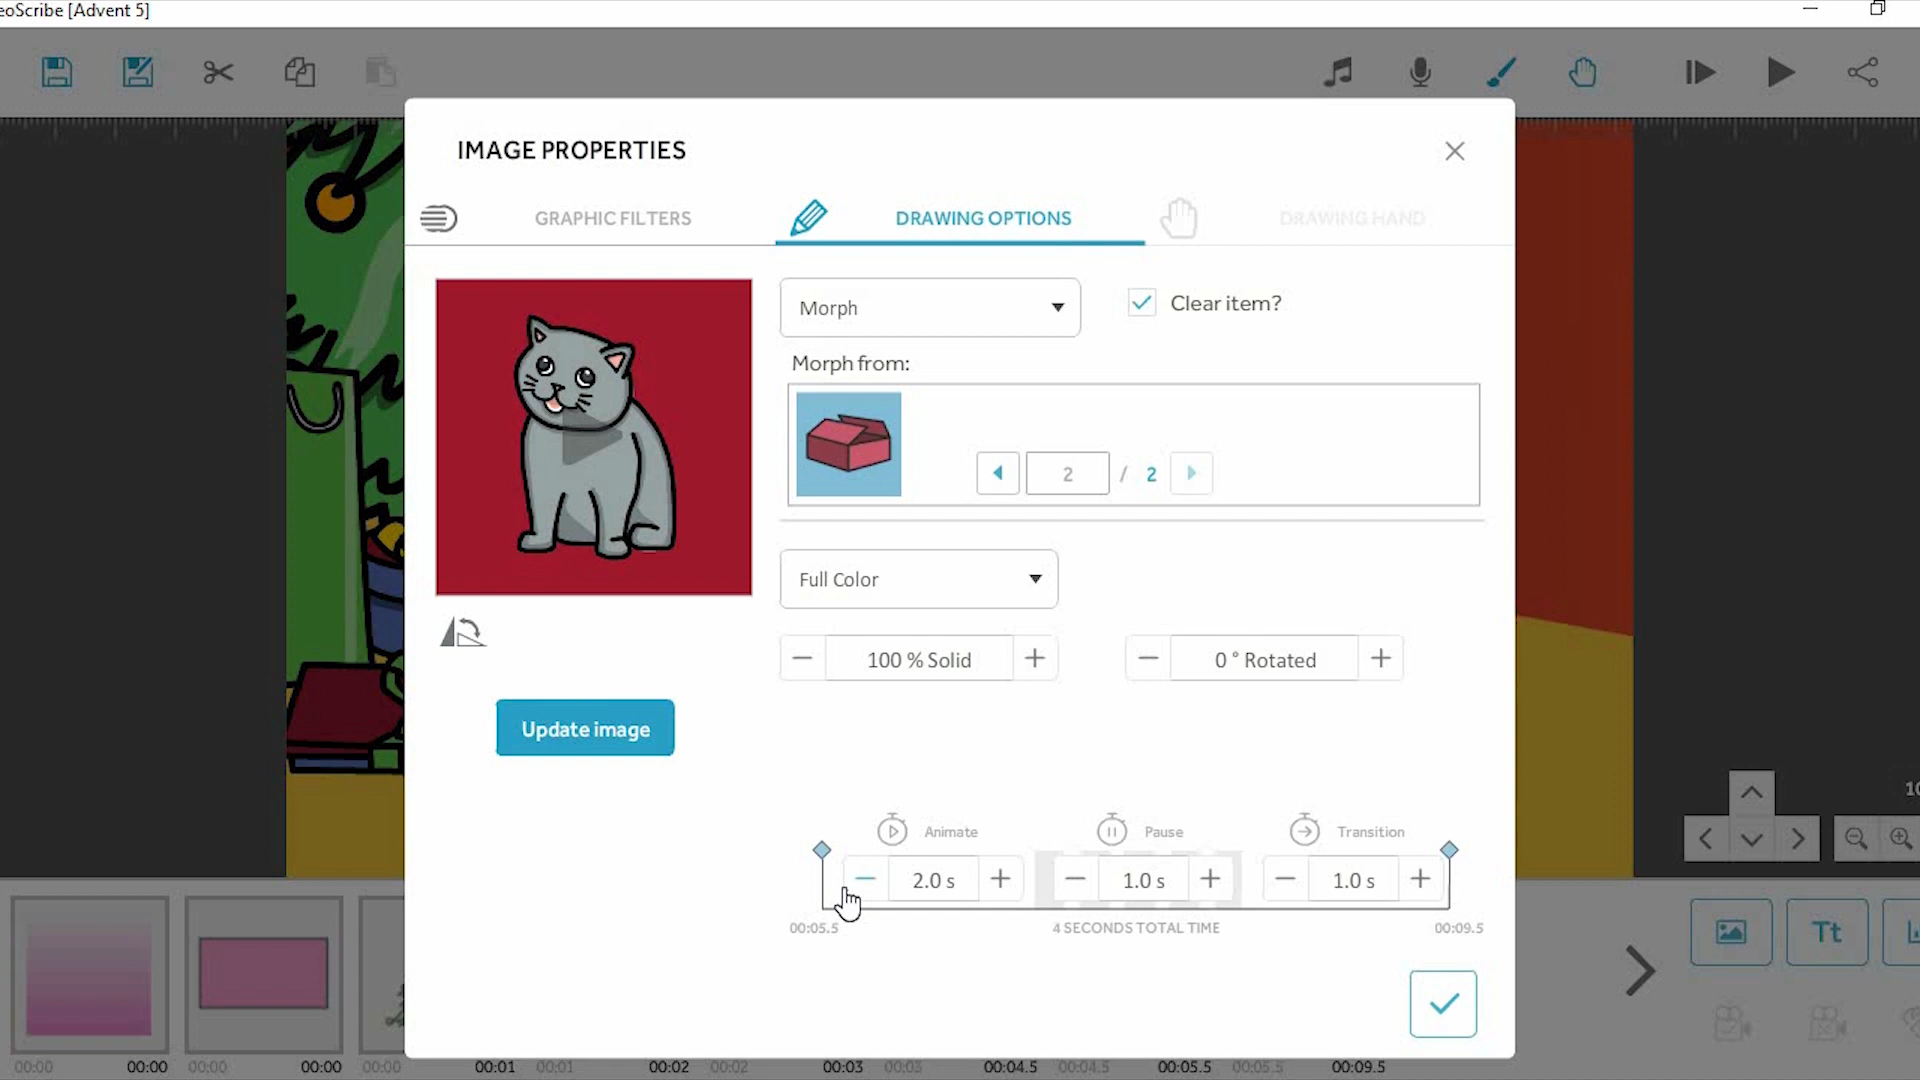 eoScribe [Advent 5]
IMAGE PROPERTIES
GRAPHIC FILTERS
DRAWING OPTIONS
DRAWING HAND
Morph
Clear item?
Morph from:
2 / 2
Full Color
100 % Solid
0 ° Rotated
Update image
Animate
Pause
Transition
2.0 s
1.0 s
1.0 s
00:05.5
4 SECONDS TOTAL TIME
00:09.5
10
Tt
00:00 00:00 00:00 00:00 00:00 00:01 00:01 00:02 00:02 00:03 00:03 00:04.5 00:04.5 00:05.5 00:05.5 00:09.5